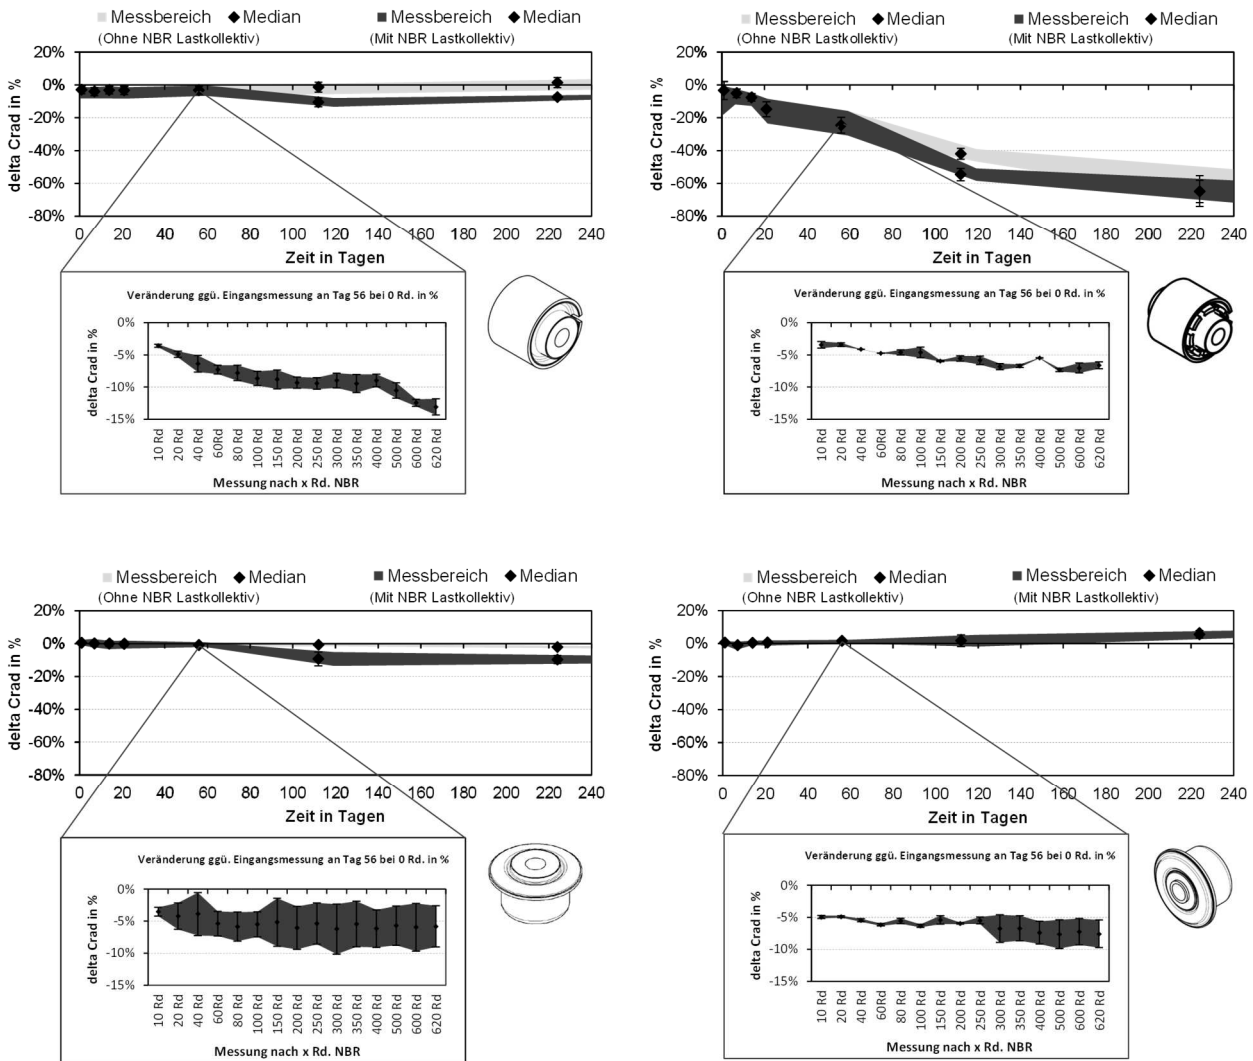 Messbereich Median Messbereich Median
(Ohne NBR Lastkollektiv) (Mit NBR Lastkollektiv)
delta Crad in %
20%
0%
-20%
-40%
-60%
-80%
0 20 40 60 80 100 120 140 160 180 200 220 240
Zeit in Tagen
Veränderung ggü. Eingangsmessung an Tag 56 bei 0 Rd. in %
delta Crad in %
0%
-5%
-10%
-15%
10 Rd 20 Rd 40 Rd 60Rd 80 Rd 100 Rd 150 Rd 200 Rd 250 Rd 300 Rd 350 Rd 400 Rd 500 Rd 620 Rd
Messung nach x Rd. NBR
Messbereich Median Messbereich Median
(Ohne NBR Lastkollektiv) (Mit NBR Lastkollektiv)
delta Crad in %
20%
0%
-20%
-40%
-60%
-80%
0 20 40 60 80 100 120 140 160 180 200 220 240
Zeit in Tagen
Veränderung ggü. Eingangsmessung an Tag 56 bei 0 Rd. in %
delta Crad in %
0%
-5%
-10%
-15%
10 Rd 20 Rd 40 Rd 60Rd 80 Rd 100 Rd 150 Rd 200 Rd 250 Rd 300 Rd 350 Rd 400 Rd 500 Rd 620 Rd
Messung nach x Rd. NBR
Messbereich Median Messbereich Median
(Ohne NBR Lastkollektiv) (Mit NBR Lastkollektiv)
delta Crad in %
20%
0%
-20%
-40%
-60%
-80%
0 20 40 60 80 100 120 140 160 180 200 220 240
Zeit in Tagen
Veränderung ggü. Eingangsmessung an Tag 56 bei 0 Rd. in %
delta Crad in %
0%
-5%
-10%
-15%
10 Rd 20 Rd 40 Rd 60Rd 80 Rd 100 Rd 150 Rd 200 Rd 250 Rd 300 Rd 350 Rd 400 Rd 500 Rd 620 Rd
Messung nach x Rd. NBR
Messbereich Median Messbereich Median
(Ohne NBR Lastkollektiv) (Mit NBR Lastkollektiv)
delta Crad in %
20%
0%
-20%
-40%
-60%
-80%
0 20 40 60 80 100 120 140 160 180 200 220 240
Zeit in Tagen
Veränderung ggü. Eingangsmessung an Tag 56 bei 0 Rd. in %
delta Crad in %
0%
-5%
-10%
-15%
10 Rd 20 Rd 40 Rd 60Rd 80 Rd 100 Rd 150 Rd 200 Rd 250 Rd 300 Rd 350 Rd 400 Rd 500 Rd 620 Rd
Messung nach x Rd. NBR